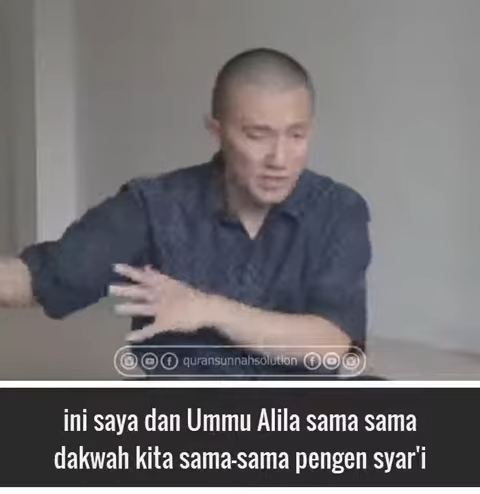 quransunnahsolution
ini saya dan Ummu Alila sama sama
dakwah kita sama-sama pengen syar'i